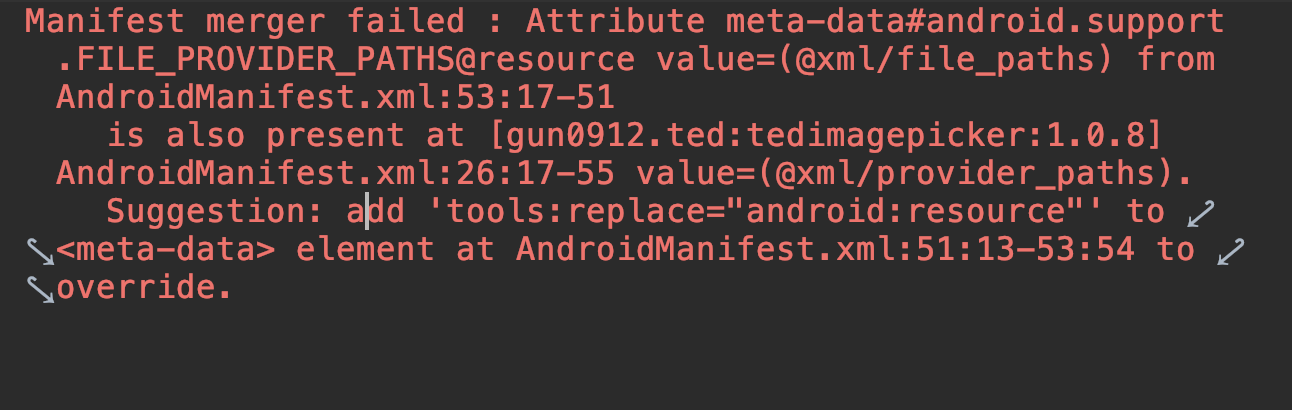 Manifest merger failed : Attribute meta-data#android.support
.FILE_PROVIDER_PATHS@resource value=(@xml/file_paths) from
AndroidManifest.xml:53:17-51
is also present at [gun0912.ted:tedimagepicker:1.0.8]
AndroidManifest.xml:26:17-55 value=(@xml/provider_paths).
Suggestion: add 'tools:replace="android:resource"' to
<meta-data> element at AndroidManifest.xml:51:13-53:54 to
override.